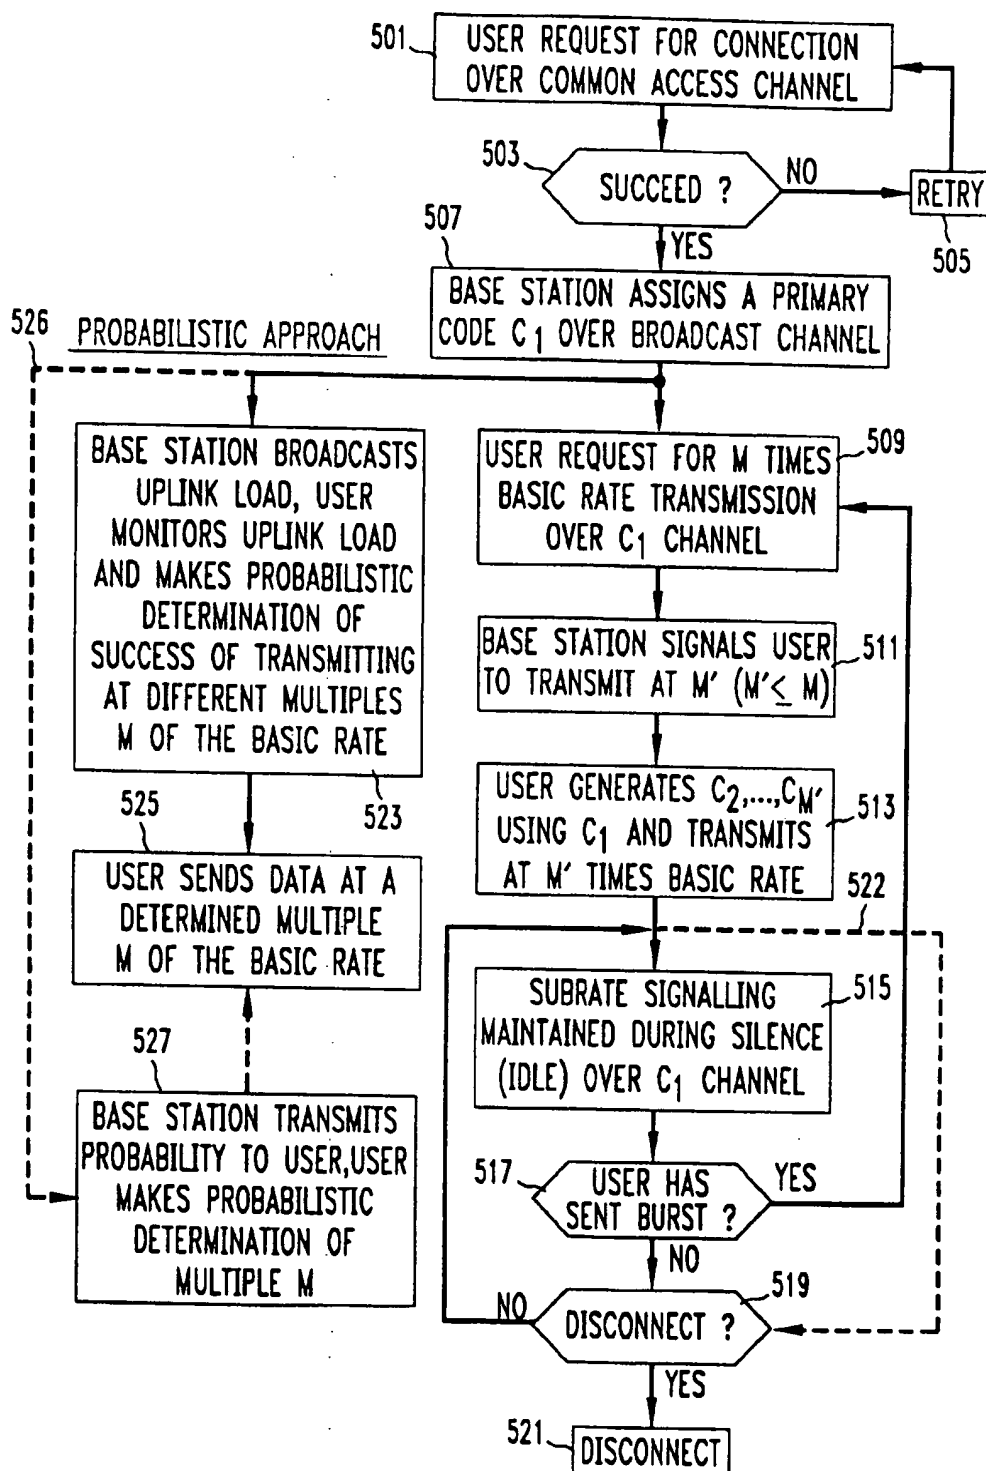 501
USER REQUEST FOR CONNECTION
OVER COMMON ACCESS CHANNEL
503
SUCCEED ?
NO
RETRY
505
YES
507
BASE STATION ASSIGNS A PRIMARY
CODE C1 OVER BROADCAST CHANNEL
526
PROBABILISTIC APPROACH
BASE STATION BROADCASTS
UPLINK LOAD, USER
MONITORS UPLINK LOAD
AND MAKES PROBABILISTIC
DETERMINATION OF
SUCCESS OF TRANSMITTING
AT DIFFERENT MULTIPLES
M OF THE BASIC RATE
523
525
USER SENDS DATA AT A
DETERMINED MULTIPLE
M OF THE BASIC RATE
527
BASE STATION TRANSMITS
PROBABILITY TO USER,USER
MAKES PROBABILISTIC
DETERMINATION OF
MULTIPLE M
USER REQUEST FOR M TIMES
BASIC RATE TRANSMISSION
OVER C1 CHANNEL
509
BASE STATION SIGNALS USER
TO TRANSMIT AT M' (M'≤ M)
511
USER GENERATES C2,...,CM'
USING C1 AND TRANSMITS
AT M' TIMES BASIC RATE
513
522
SUBRATE SIGNALLING
MAINTAINED DURING SILENCE
(IDLE) OVER C1 CHANNEL
515
517
USER HAS
SENT BURST ?
YES
NO
519
DISCONNECT ?
NO
YES
521
DISCONNECT